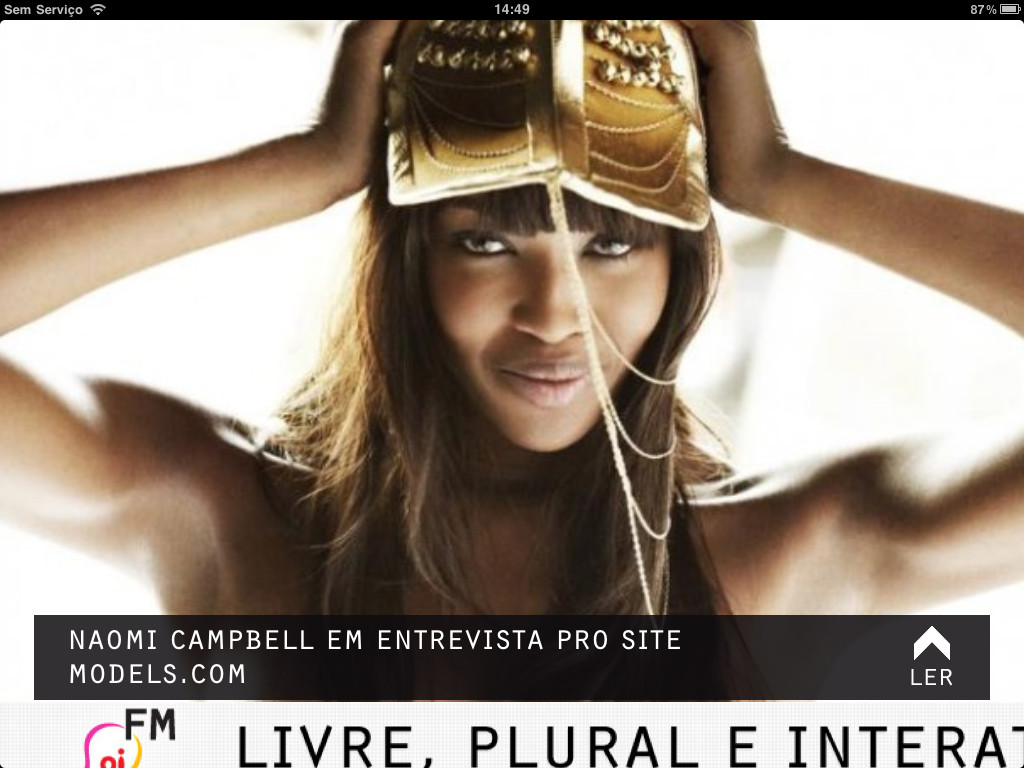 Sem Serviço 14:49 87%
NAOMI CAMPBELL EM ENTREVISTA PRO SITE
MODELS.COM
LER
oi FM
LIVRE, PLURAL E INTERAT